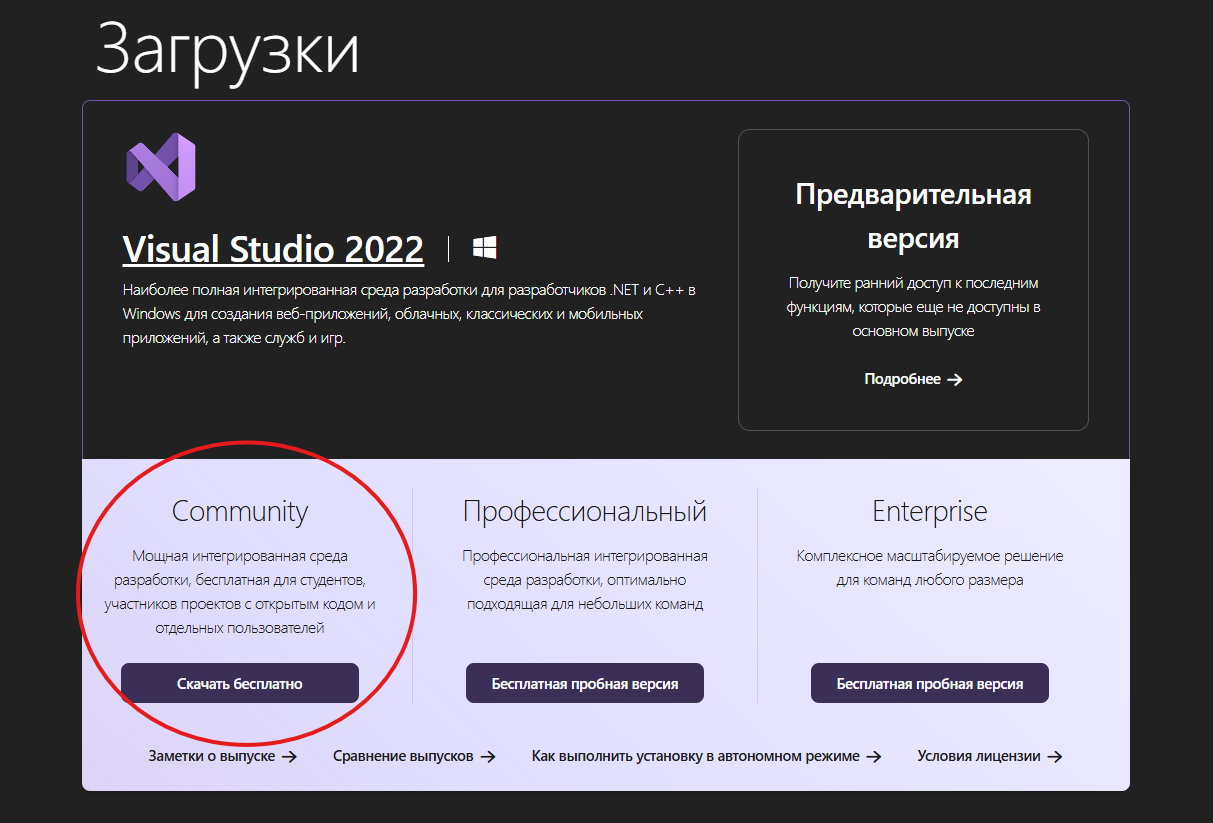 Загрузки
Visual Studio 2022
Наиболее полная интегрированная среда разработки для разработчиков .NET и C++ в
Windows для создания веб-приложений, облачных, классических и мобильных
приложений, а также служб и игр.
Предварительная
версия
Получите ранний доступ к последним
функциям, которые еще не доступны в
основном выпуске
Подробнее →
Community
Мощная интегрированная среда
разработки, бесплатная для студентов,
участников проектов с открытым кодом и
отдельных пользователей
Скачать бесплатно
Профессиональный
Профессиональная интегрированная
среда разработки, оптимально
подходящая для небольших команд
Бесплатная пробная версия
Enterprise
Комплексное масштабируемое решение
для команд любого размера
Бесплатная пробная версия
Заметки о выпуске →
Сравнение выпусков →
Как выполнить установку в автономном режиме →
Условия лицензии →